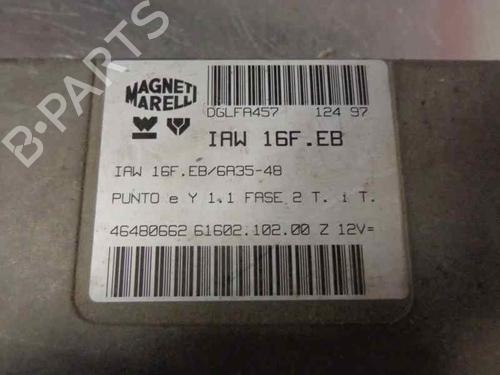 MAGNETI
MARELLI
DGLFA457 124 97
IAW 16F.EB
IAW 16F.EB/6A35-48
PUNTO e Y 1.1 FASE 2 T. i T.
46480662 61602.102.00 Z 12V=
B-PARTS